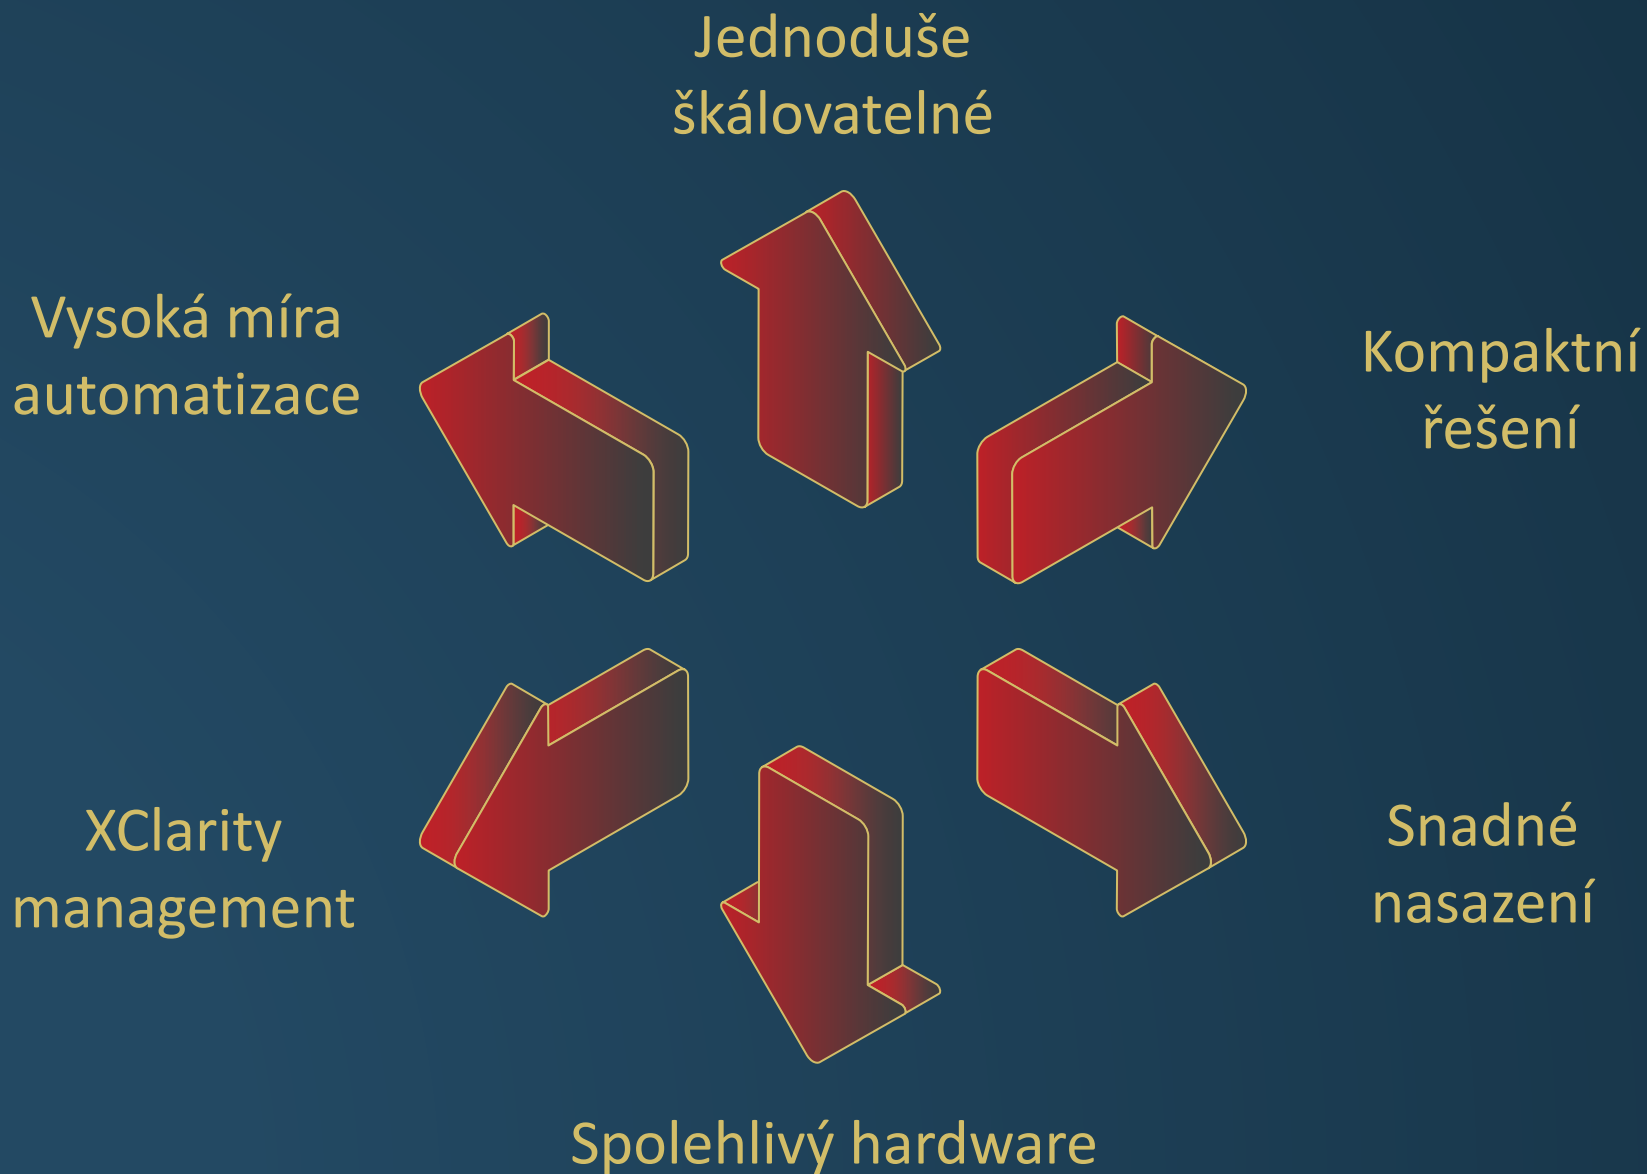 Jednoduše
škálovatelné
Vysoká míra
automatizace
Kompaktní
řešení
XClarity
management
Snadné
nasazení
Spolehlivý hardware